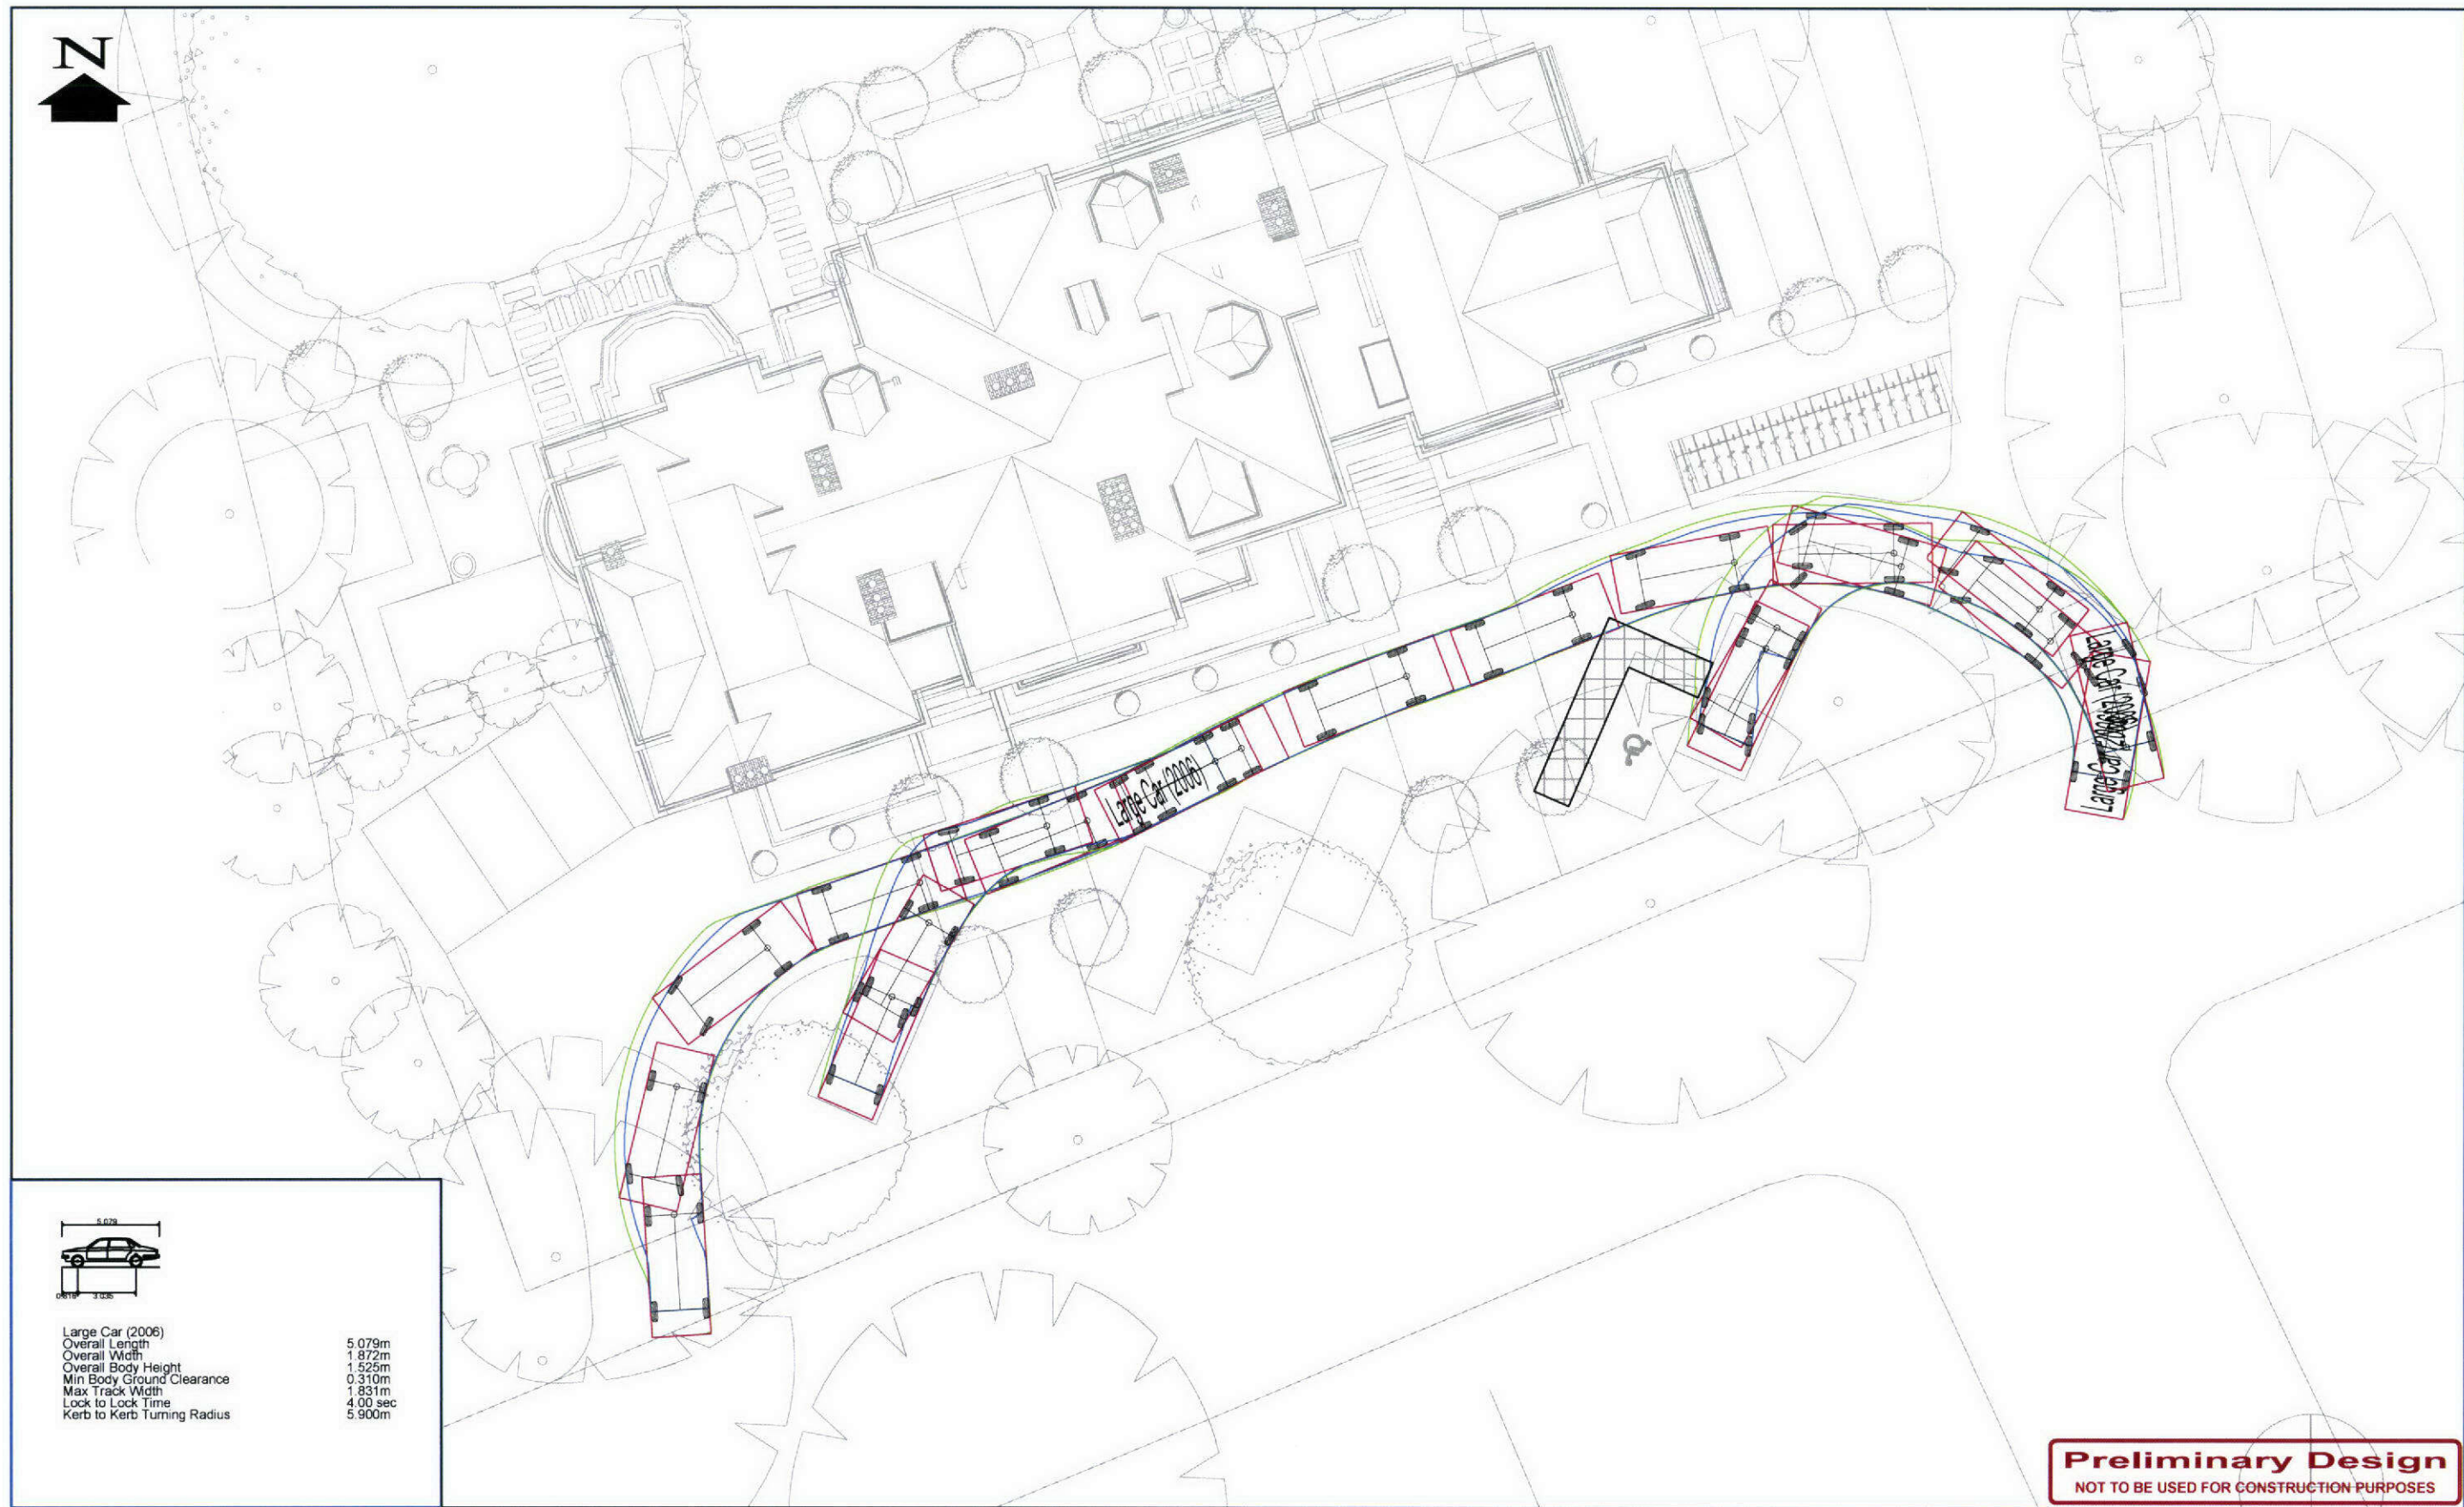 N
Large Car (2006)
5.079
3.035
Large Car (2006)
Overall Length 5.079m
Overall Width 1.872m
Overall Body Height 1.525m
Min Body Ground Clearance 0.310m
Max Track Width 1.831m
Lock to Lock Time 4.00 sec
Kerb to Kerb Turning Radius 5.900m
Preliminary Design
NOT TO BE USED FOR CONSTRUCTION PURPOSES